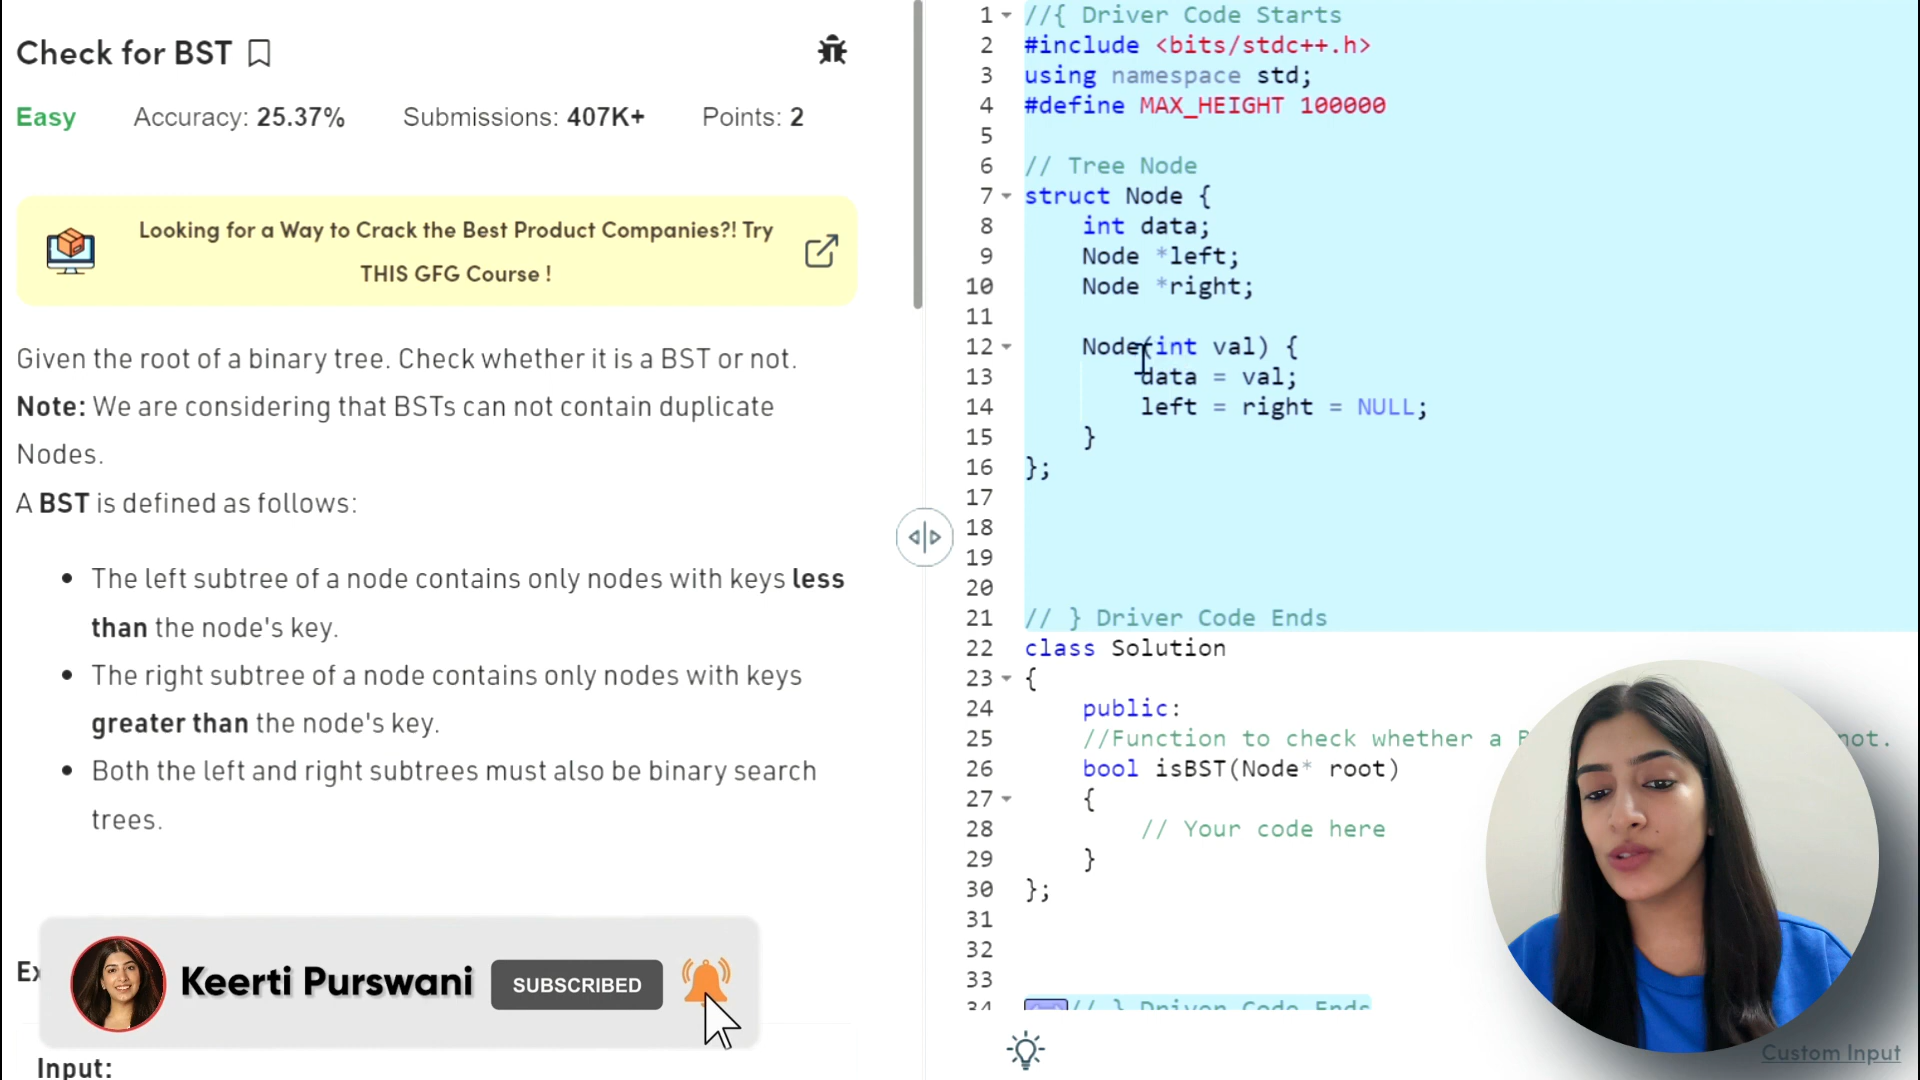 Check for BST
Easy Accuracy: 25.37% Submissions: 407K+ Points: 2
Looking for a Way to Crack the Best Product Companies?! Try
THIS GFG Course !
Given the root of a binary tree. Check whether it is a BST or not.
Note: We are considering that BSTs can not contain duplicate
Nodes.
A BST is defined as follows:
The left subtree of a node contains only nodes with keys less
than the node's key.
The right subtree of a node contains only nodes with keys
greater than the node's key.
Both the left and right subtrees must also be binary search
trees.
Keerti Purswani SUBSCRIBED
Input:
1 //{ Driver Code Starts
2 #include <bits/stdc++.h>
3 using namespace std;
4 #define MAX_HEIGHT 100000
5
6 // Tree Node
7 struct Node {
8 int data;
9 Node *left;
10 Node *right;
11
12 Node(int val) {
13 data = val;
14 left = right = NULL;
15 }
16 };
17
18
19
20
21 // } Driver Code Ends
22 class Solution
23 {
24 public:
25 //Function to check whether a not.
26 bool isBST(Node* root)
27 {
28 // Your code here
29 }
30 };
31
32
33
34 // } Driver Code Ends
Custom Input